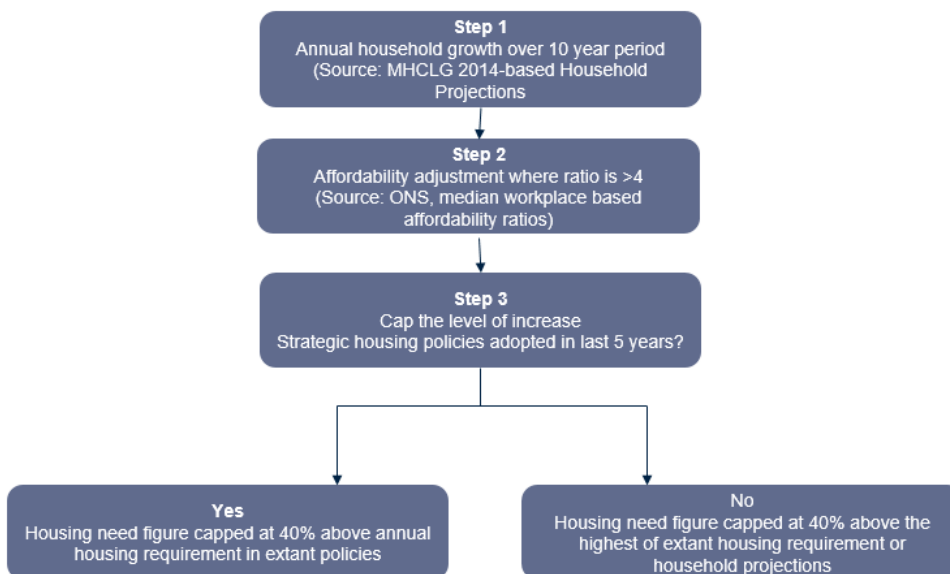 Step 1
Annual household growth over 10 year period
(Source: MHCLG 2014-based Household
Projections
Step 2
Affordability adjustment where ratio is >4
(Source: ONS, median workplace based
affordability ratios)
Step 3
Cap the level of increase
Strategic housing policies adopted in last 5 years?
Yes
Housing need figure capped at 40% above annual
housing requirement in extant policies
No
Housing need figure capped at 40% above the
highest of extant housing requirement or
household projections